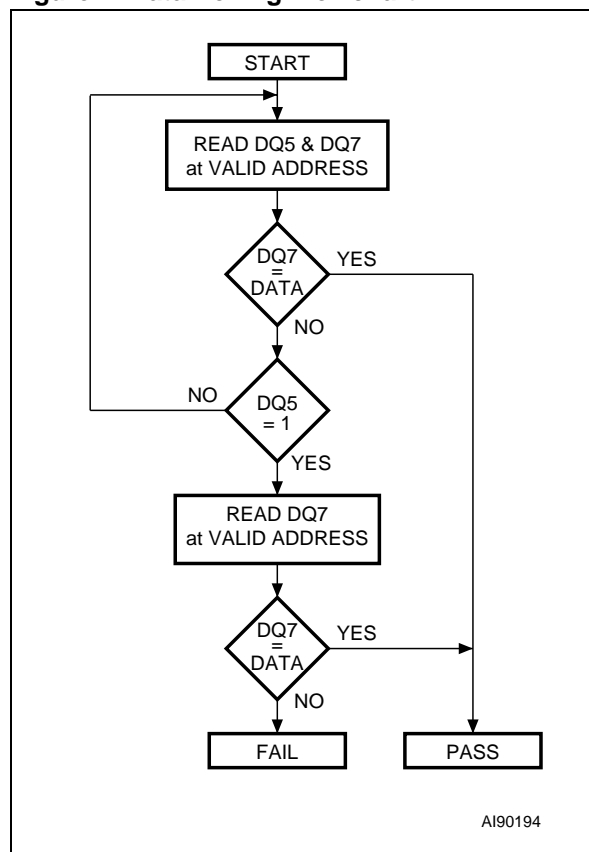 START
READ DQ5 & DQ7
at VALID ADDRESS
DQ7
=
DATA
YES
NO
NO
DQ5
= 1
YES
READ DQ7
at VALID ADDRESS
DQ7
=
DATA
YES
NO
FAIL
PASS
AI90194